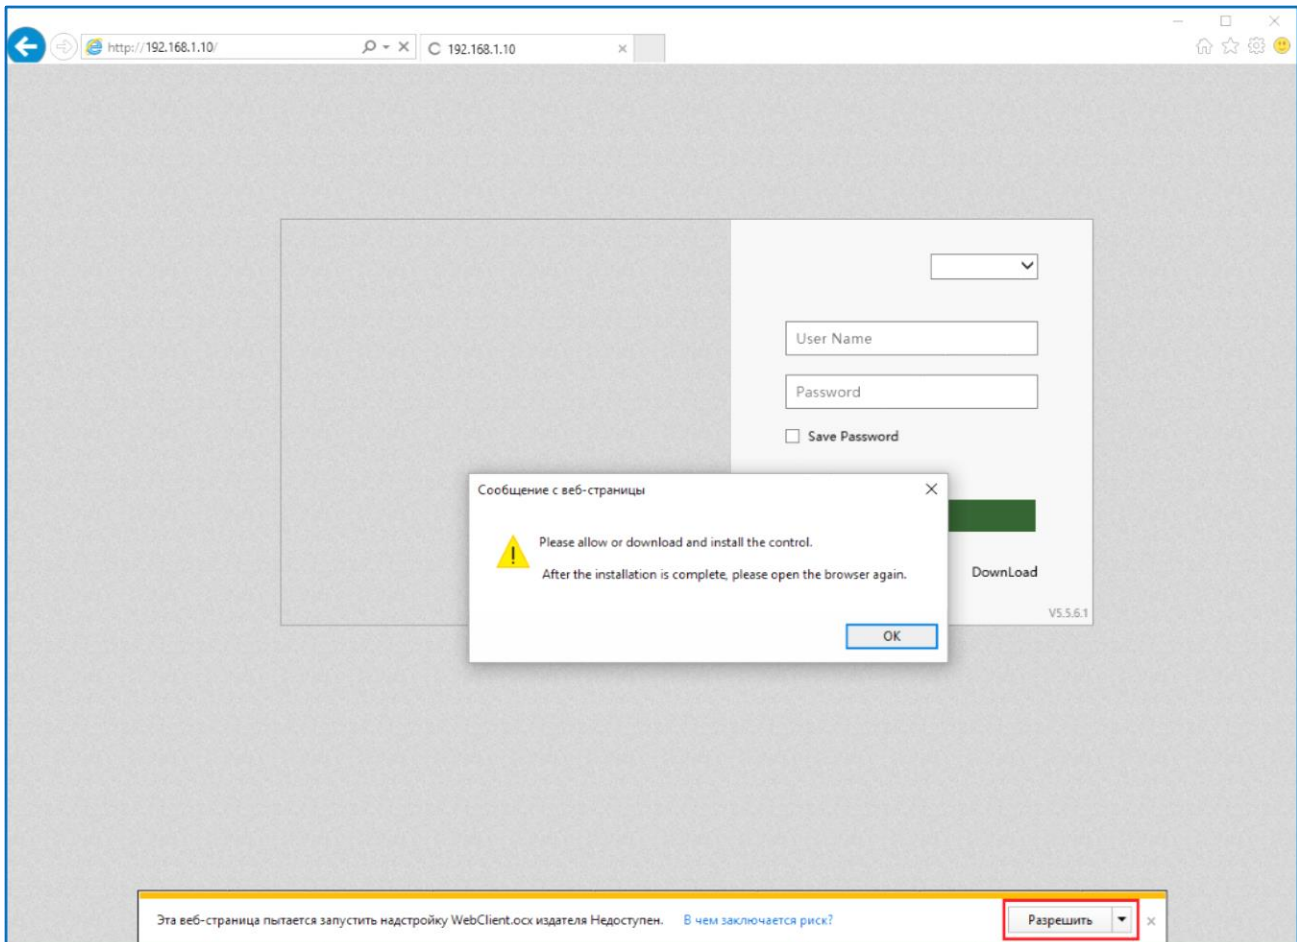 http://192.168.1.10/
192.168.1.10
User Name
Password
Save Password
Сообщение с веб-страницы
Please allow or download and install the control.
After the installation is complete, please open the browser again.
OK
DownLoad
V5.5.6.1
Эта веб-страница пытается запустить надстройку WebClient.ocx издателя Недоступен. В чем заключается риск? Разрешить